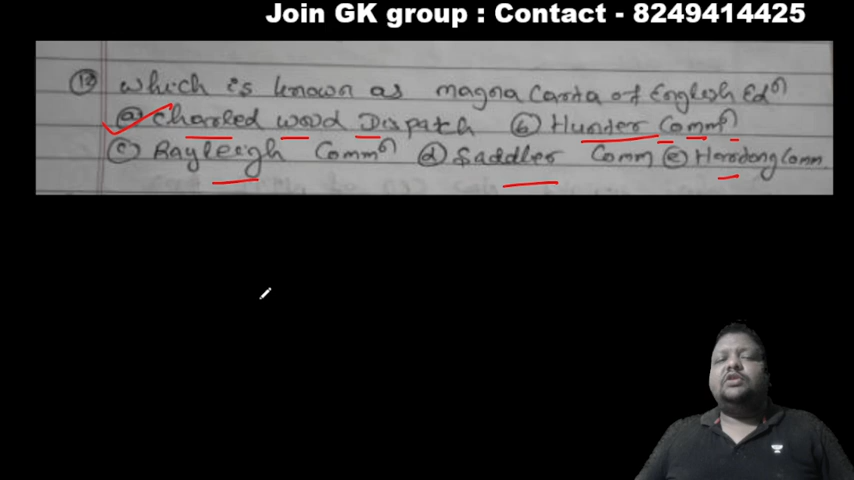 Join GK group : Contact - 8249414425
(12) which is known as magna Carta of English Edn
(a) Charled wood Dispatch (b) Hunter Commn
(c) Rayleigh Commn (d) Saddler Comm (e) Hardong Comm.